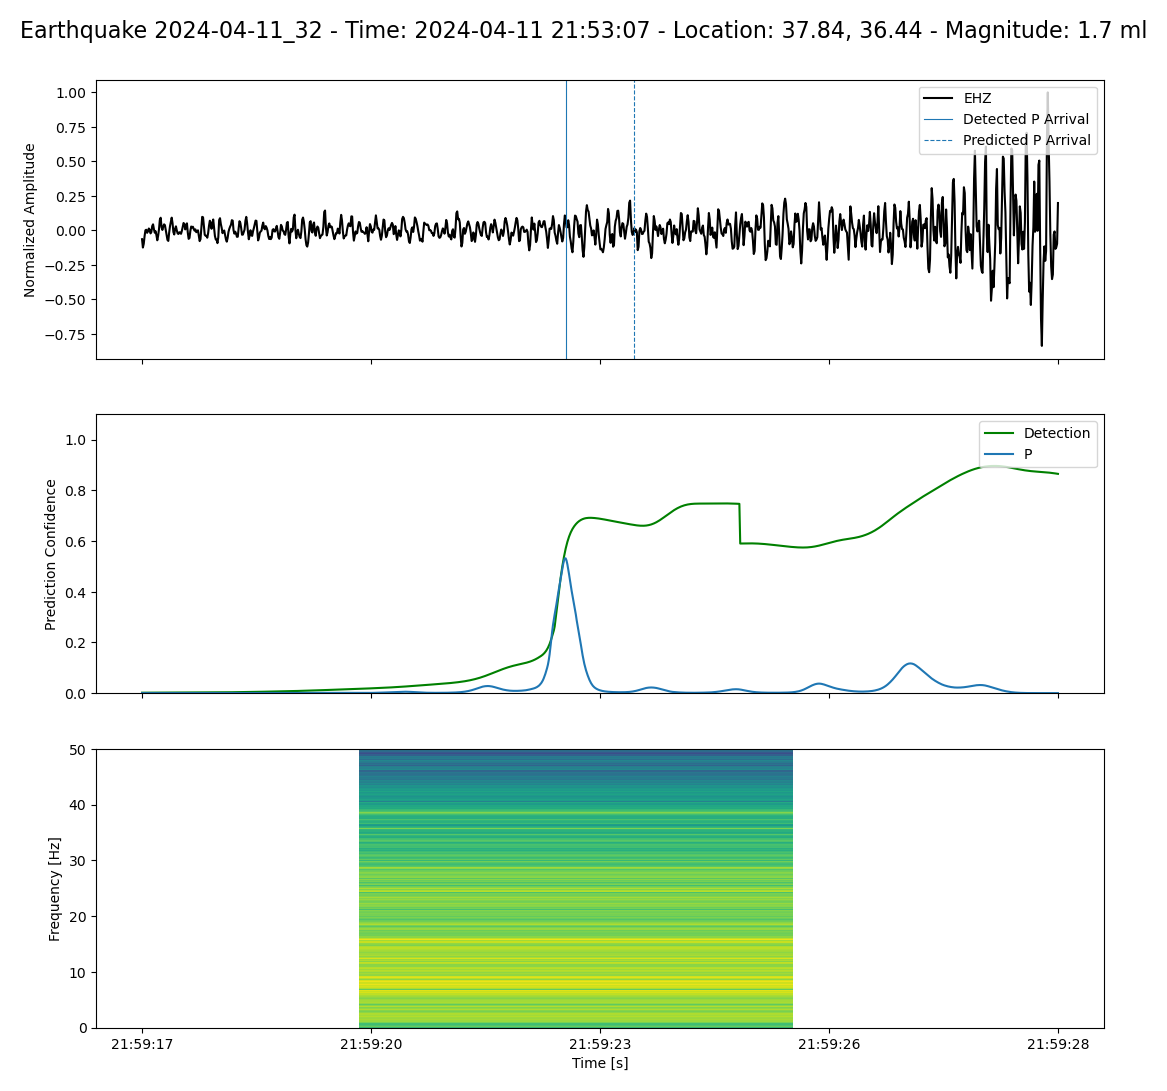 Earthquake 2024-04-11_32 - Time: 2024-04-11 21:53:07 - Location: 37.84, 36.44 - Magnitude: 1.7 ml
Normalized Amplitude
1.00
0.75
0.50
0.25
0.00
−0.25
−0.50
−0.75
EHZ
Detected P Arrival
Predicted P Arrival
Prediction Confidence
1.0
0.8
0.6
0.4
0.2
0.0
Detection
P
Frequency [Hz]
50
40
30
20
10
0
21:59:17 21:59:20 21:59:23 21:59:26 21:59:28
Time [s]